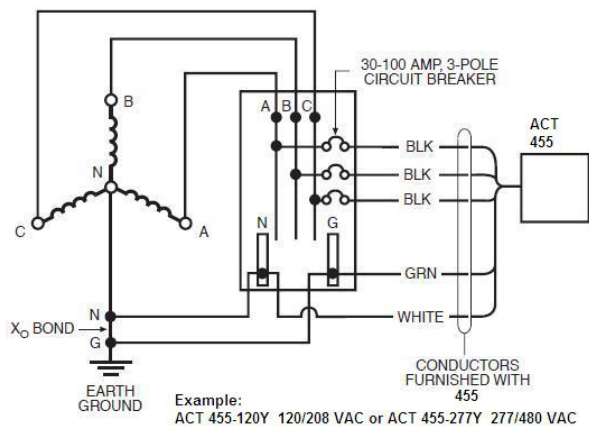 B
N
C
A
30-100 AMP, 3-POLE
CIRCUIT BREAKER
A B C
BLK
BLK
BLK
ACT
455
N G
GRN
WHITE
N
X₀ BOND
G
EARTH
GROUND
CONDUCTORS
FURNISHED WITH
455
Example:
ACT 455-120Y 120/208 VAC or ACT 455-277Y 277/480 VAC